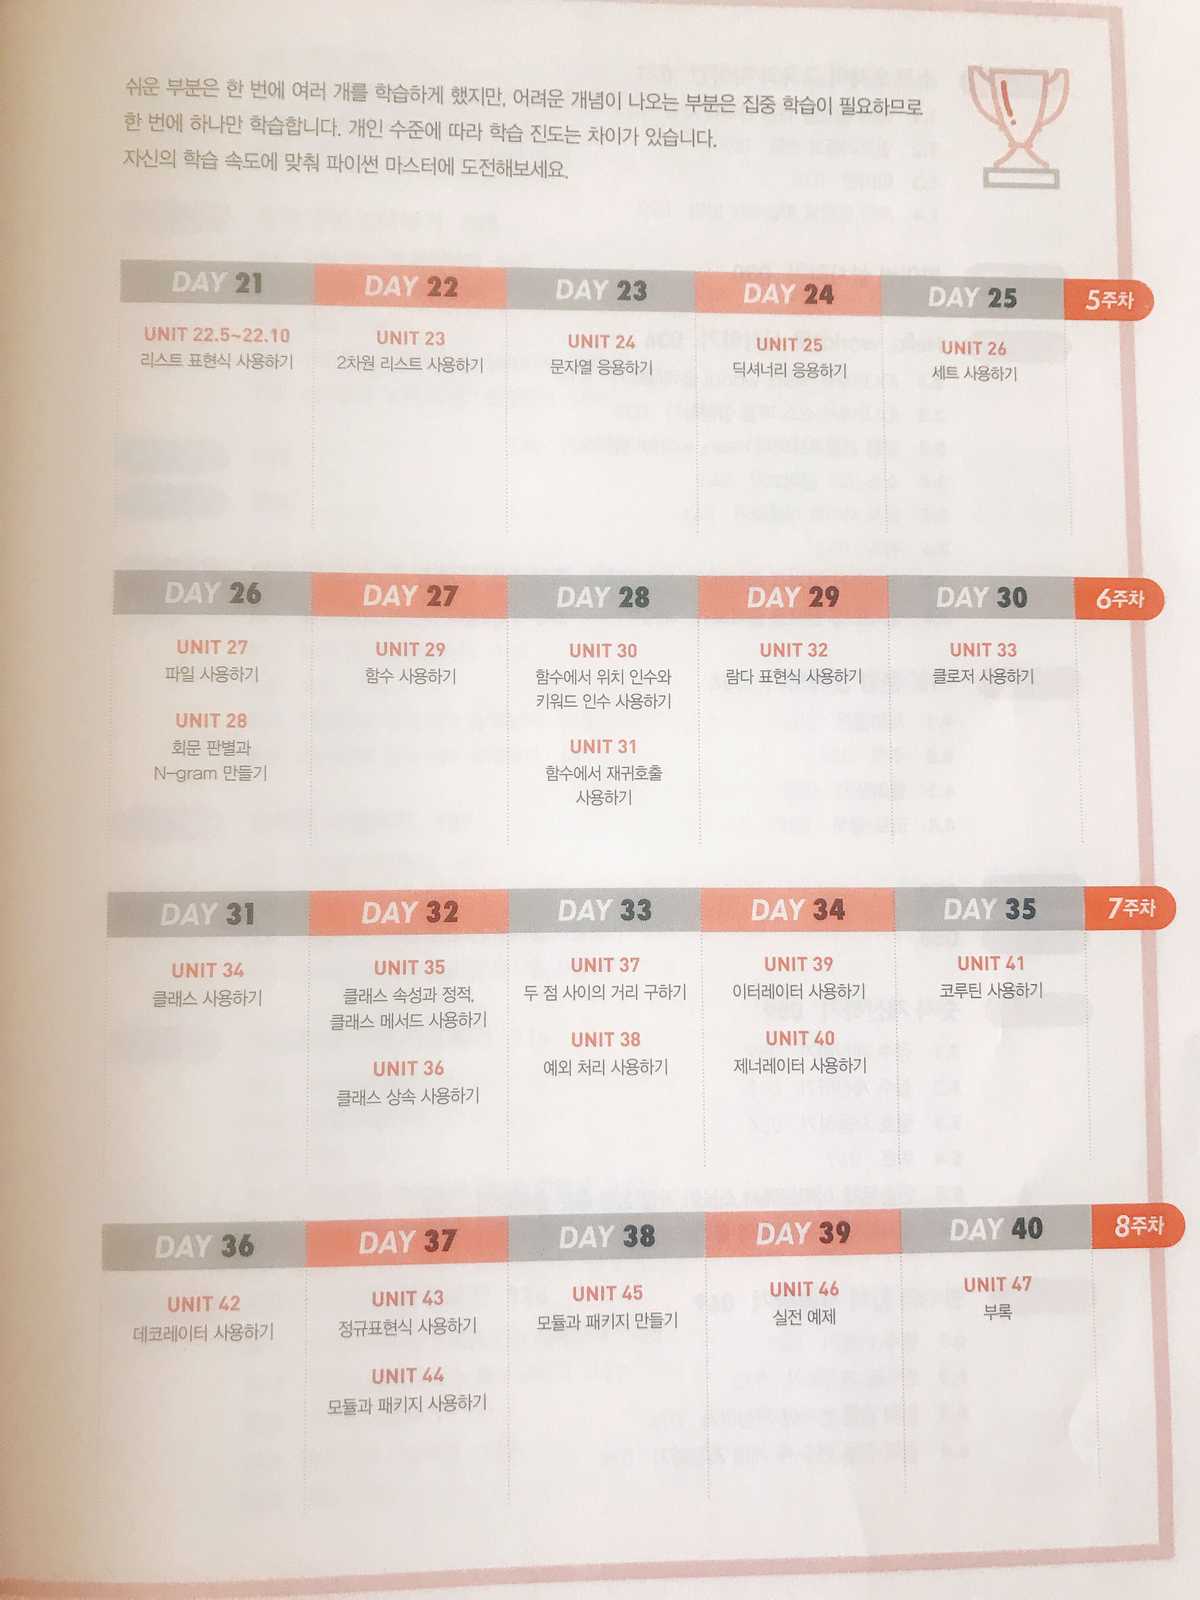 쉬운 부분은 한 번에 여러 개를 학습하게 했지만, 어려운 개념이 나오는 부분은 집중 학습이 필요하므로
한 번에 하나만 학습합니다. 개인 수준에 따라 학습 진도는 차이가 있습니다.
자신의 학습 속도에 맞춰 파이썬 마스터에 도전해보세요.
DAY 21
UNIT 22.5~22.10
리스트 표현식 사용하기
DAY 22
UNIT 23
2차원 리스트 사용하기
DAY 23
UNIT 24
문자열 응용하기
DAY 24
UNIT 25
딕셔너리 응용하기
DAY 25
UNIT 26
세트 사용하기
5주차
DAY 26
UNIT 27
파일 사용하기
UNIT 28
회문 판별과
N-gram 만들기
DAY 27
UNIT 29
함수 사용하기
DAY 28
UNIT 30
함수에서 위치 인수와
키워드 인수 사용하기
UNIT 31
함수에서 재귀호출
사용하기
DAY 29
UNIT 32
람다 표현식 사용하기
DAY 30
UNIT 33
클로저 사용하기
6주차
DAY 31
UNIT 34
클래스 사용하기
DAY 32
UNIT 35
클래스 속성과 정적,
클래스 메서드 사용하기
UNIT 36
클래스 상속 사용하기
DAY 33
UNIT 37
두 점 사이의 거리 구하기
UNIT 38
예외 처리 사용하기
DAY 34
UNIT 39
이터레이터 사용하기
UNIT 40
제너레이터 사용하기
DAY 35
UNIT 41
코루틴 사용하기
7주차
DAY 36
UNIT 42
데코레이터 사용하기
DAY 37
UNIT 43
정규표현식 사용하기
UNIT 44
모듈과 패키지 사용하기
DAY 38
UNIT 45
모듈과 패키지 만들기
DAY 39
UNIT 46
실전 예제
DAY 40
UNIT 47
부록
8주차